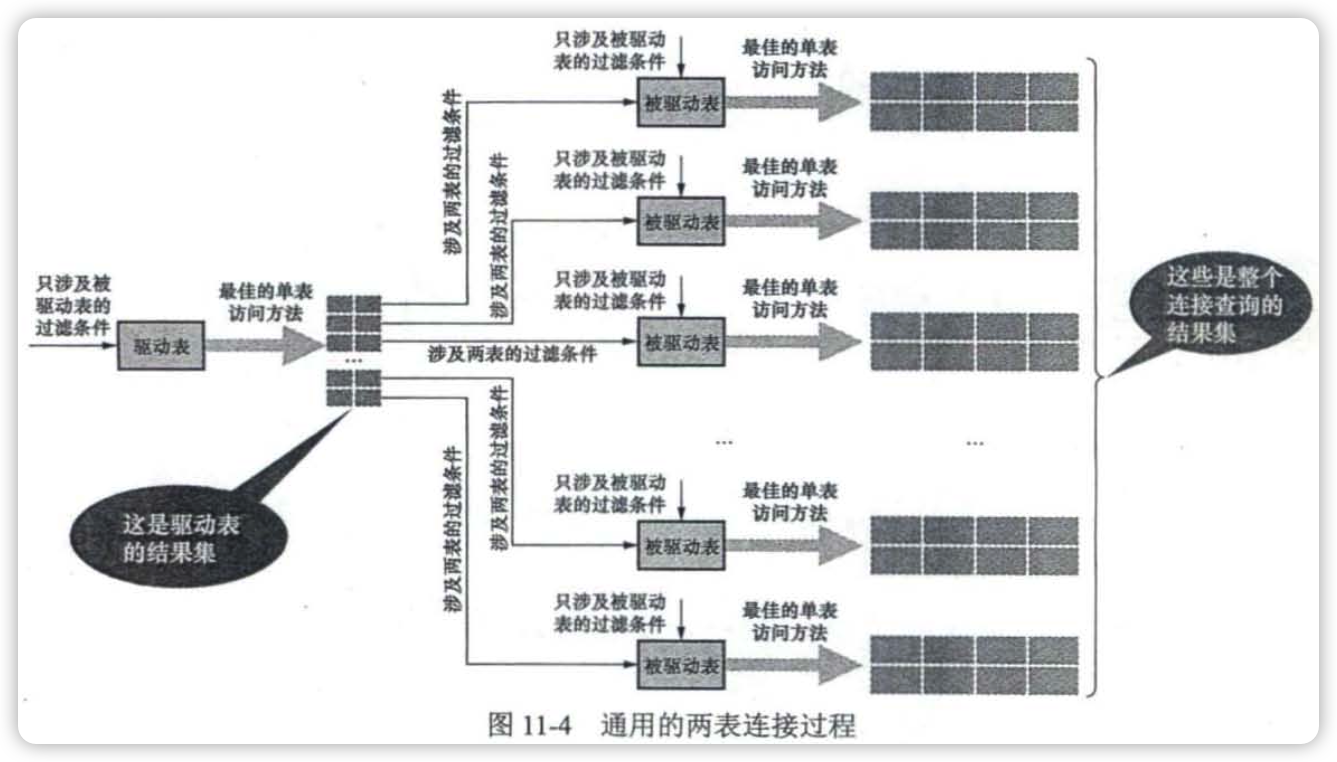 只涉及被驱动
表的过滤条件
最佳的单表
访问方法
被驱动表
涉及两表的过滤条件
只涉及被驱动
表的过滤条件
最佳的单表
访问方法
被驱动表
涉及两表的过滤条件
只涉及被
驱动表的
过滤条件
驱动表
最佳的单表
访问方法
...
涉及两表的过滤条件
只涉及被驱动
表的过滤条件
最佳的单表
访问方法
被驱动表
这些是整个
连接查询的
结果集
...
...
这是驱动表
的结果集
涉及两表的过滤条件
只涉及被驱动
表的过滤条件
最佳的单表
访问方法
被驱动表
涉及两表的过滤条件
只涉及被驱动
表的过滤条件
最佳的单表
访问方法
被驱动表
图 11-4 通用的两表连接过程